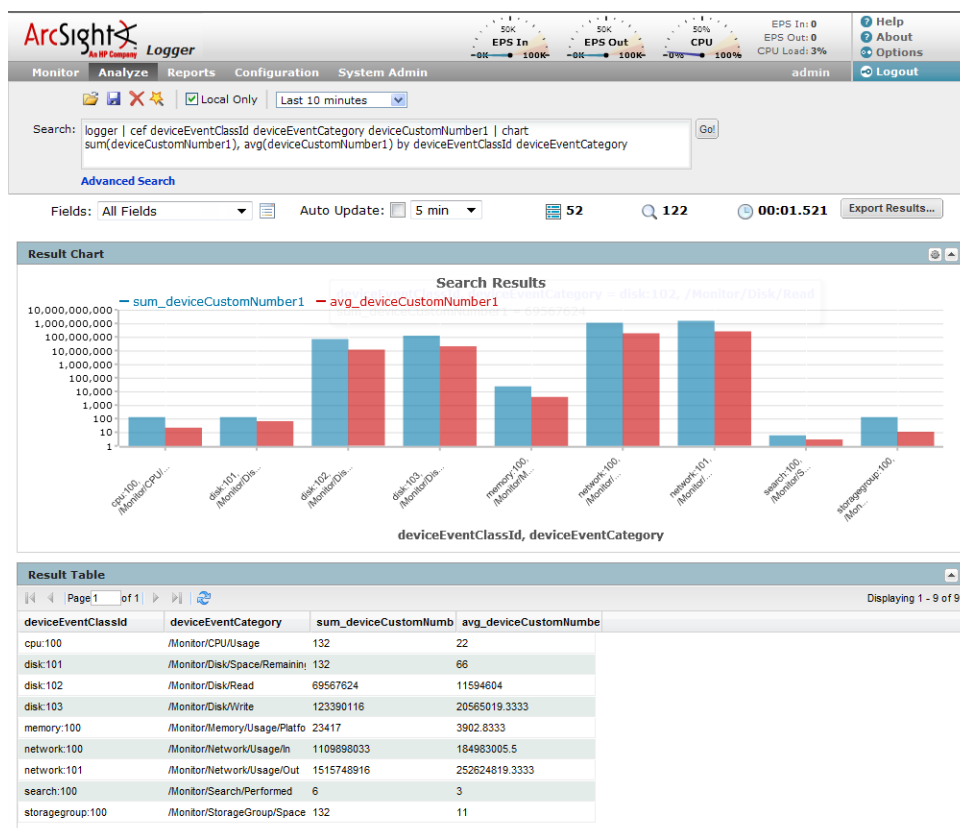 ArcSight
An HP Company
Logger
50K
EPS In
0K 100K
50K
EPS Out
0K 100K
50%
CPU
0% 100%
EPS In: 0
EPS Out: 0
CPU Load: 3%
Help
About
Options
Monitor Analyze Reports Configuration System Admin admin Logout
Local Only Last 10 minutes
Search: logger | cef deviceEventClassId deviceEventCategory deviceCustomNumber1 | chart
sum(deviceCustomNumber1), avg(deviceCustomNumber1) by deviceEventClassId deviceEventCategory
Go!
Advanced Search
Fields: All Fields Auto Update: 5 min 52 122 00:01.521 Export Results...
Result Chart
Search Results
sum_deviceCustomNumber1 avg_deviceCustomNumber1
10,000,000,000
1,000,000,000
100,000,000
10,000,000
1,000,000
100,000
10,000
1,000
100
10
1
cpu:100,
/Monitor/CPU/...
disk:101,
/Monitor/Dis...
disk:102,
/Monitor/Dis...
disk:103,
/Monitor/Dis...
memory:100,
/Monitor/M...
network:100,
/Monitor/...
network:101,
/Monitor/...
search:100,
/Monitor/S...
storagegroup:100,
/Mon...
deviceEventClassId, deviceEventCategory
Result Table
Page 1 of 1 Displaying 1 - 9 of 9
deviceEventClassId deviceEventCategory sum_deviceCustomNumb avg_deviceCustomNumbe
cpu:100 /Monitor/CPU/Usage 132 22
disk:101 /Monitor/Disk/Space/Remaining 132 66
disk:102 /Monitor/Disk/Read 69567624 11594604
disk:103 /Monitor/Disk/Write 123390116 20565019.3333
memory:100 /Monitor/Memory/Usage/Platfo 23417 3902.8333
network:100 /Monitor/Network/Usage/In 1109898033 184983005.5
network:101 /Monitor/Network/Usage/Out 1515748916 252624819.3333
search:100 /Monitor/Search/Performed 6 3
storagegroup:100 /Monitor/StorageGroup/Space 132 11